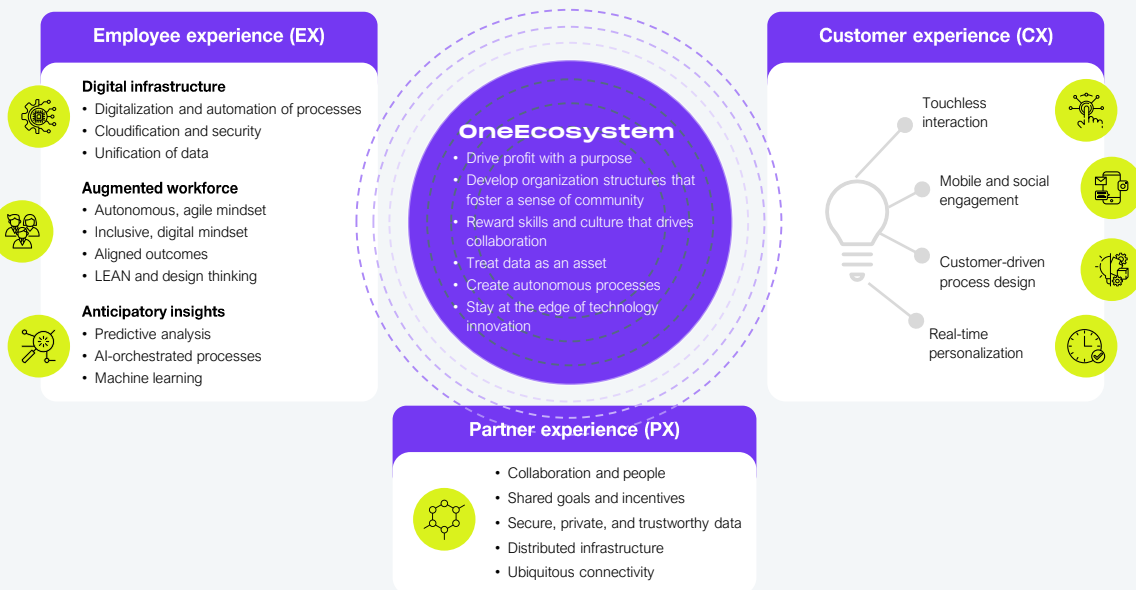 Employee experience (EX)
Digital infrastructure
• Digitalization and automation of processes
• Cloudification and security
• Unification of data
Augmented workforce
• Autonomous, agile mindset
• Inclusive, digital mindset
• Aligned outcomes
• LEAN and design thinking
Anticipatory insights
• Predictive analysis
• AI-orchestrated processes
• Machine learning
OneEcosystem
• Drive profit with a purpose
• Develop organization structures that
foster a sense of community
• Reward skills and culture that drives
collaboration
• Treat data as an asset
• Create autonomous processes
• Stay at the edge of technology
innovation
Customer experience (CX)
Touchless
interaction
Mobile and social
engagement
Customer-driven
process design
Real-time
personalization
Partner experience (PX)
• Collaboration and people
• Shared goals and incentives
• Secure, private, and trustworthy data
• Distributed infrastructure
• Ubiquitous connectivity